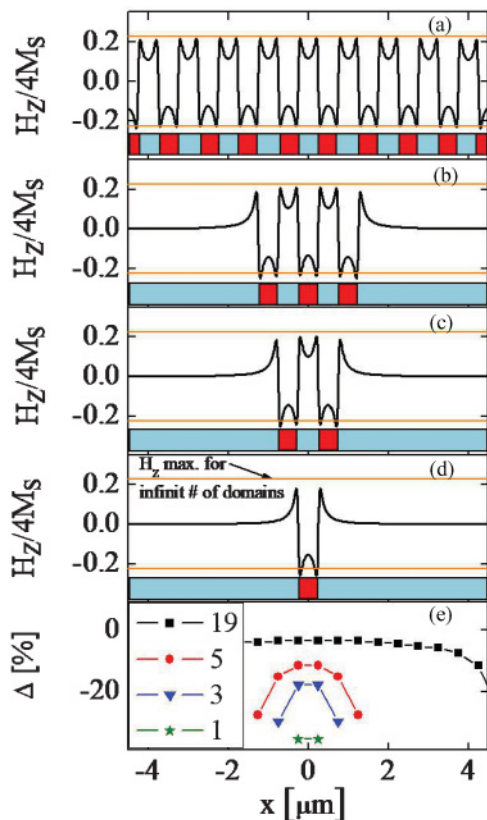 (a)
H_Z/4M_S
0.2
0.0
-0.2
(b)
H_Z/4M_S
0.2
0.0
-0.2
(c)
H_Z/4M_S
0.2
0.0
-0.2
(d)
H_Z max. for
infinit # of domains
H_Z/4M_S
0.2
0.0
-0.2
(e)
Δ [%]
0
-20
19
5
3
1
-4 -2 0 2 4
x [μm]